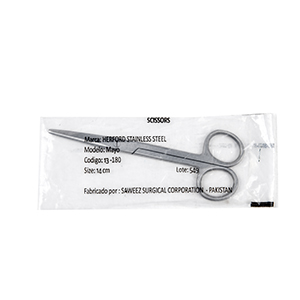 SCISSORS
Marca: HERFORD STAINLESS STEEL
Modelo: Mayo
Codigo: 13 -180
Size: 14 cm
Lote: 549
Fabricado por : SAWEEZ SURGICAL CORPORATION - PAKISTAN